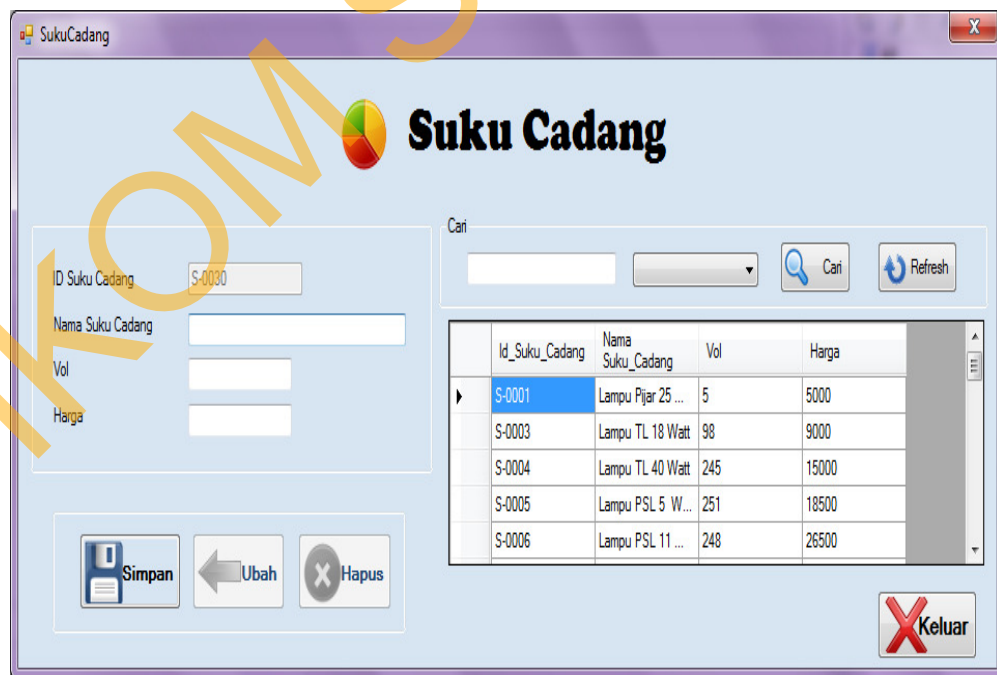 SukuCadang
X
Suku Cadang
ID Suku Cadang S-0030
Nama Suku Cadang
Vol
Harga
Simpan Ubah Hapus
Cari
Cari Refresh
Id_Suku_Cadang Nama Suku_Cadang Vol Harga
S-0001 Lampu Pijar 25 ... 5 5000
S-0003 Lampu TL 18 Watt 98 9000
S-0004 Lampu TL 40 Watt 245 15000
S-0005 Lampu PSL 5 W... 251 18500
S-0006 Lampu PSL 11 ... 248 26500
Keluar
KOM